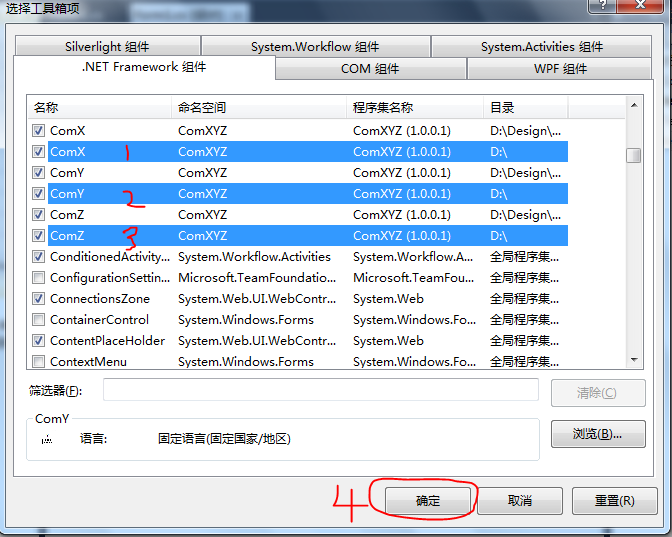 选择工具箱项
Silverlight 组件 System.Workflow 组件 System.Activities 组件
.NET Framework 组件 COM 组件 WPF 组件
名称 命名空间 程序集名称 目录
ComX ComXYZ ComXYZ (1.0.0.1) D:\Design\...
ComX 1 ComXYZ ComXYZ (1.0.0.1) D:\
ComY ComXYZ ComXYZ (1.0.0.1) D:\Design\...
ComY 2 ComXYZ ComXYZ (1.0.0.1) D:\
ComZ ComXYZ ComXYZ (1.0.0.1) D:\Design\...
ComZ 3 ComXYZ ComXYZ (1.0.0.1) D:\
ConditionedActivity... System.Workflow.Activities System.Workflow.A... 全局程序集...
ConfigurationSettin... Microsoft.TeamFoundatio... Microsoft.TeamFou... 全局程序集...
ConnectionsZone System.Web.UI.WebContr... System.Web 全局程序集...
ContainerControl System.Windows.Forms System.Windows.Fo... 全局程序集...
ContentPlaceHolder System.Web.UI.WebContr... System.Web 全局程序集...
ContextMenu System.Windows.Forms System.Windows.Fo... 全局程序集...
筛选器(F): 清除(C)
ComY
语言: 固定语言(固定国家/地区) 浏览(B)...
4 确定 取消 重置(R)